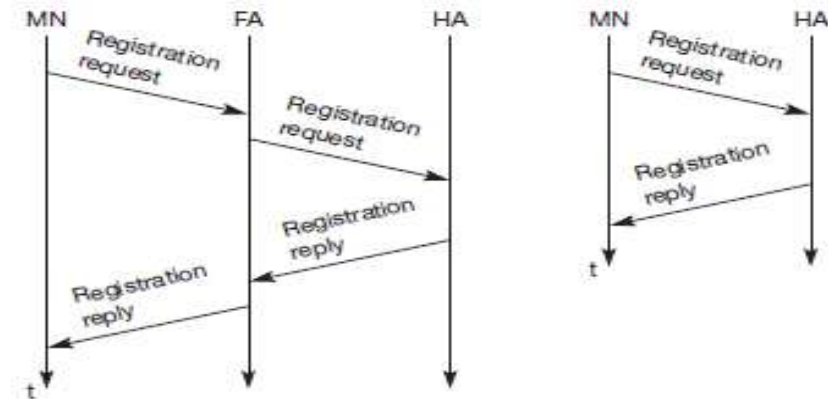 MN FA HA
Registration
request
Registration
request
Registration
reply
Registration
reply
t
MN HA
Registration
request
Registration
reply
t